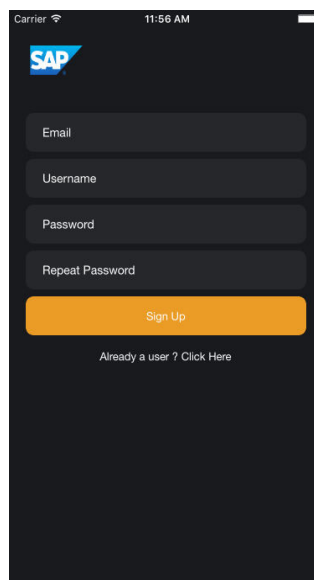 Carrier 11:56 AM
SAP
Email
Username
Password
Repeat Password
Sign Up
Already a user ? Click Here